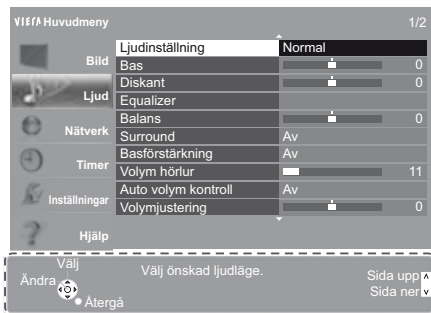 VIErA Huvudmeny 1/2
Bild
Ljud
Nätverk
Timer
Inställningar
Hjälp
Ljudinställning Normal
Bas 0
Diskant 0
Equalizer
Balans 0
Surround Av
Basförstärkning Av
Volym hörlur 11
Auto volym kontroll Av
Volymjustering 0
Välj
Ändra
Återgå
Välj önskad ljudläge.
Sida upp
Sida ner